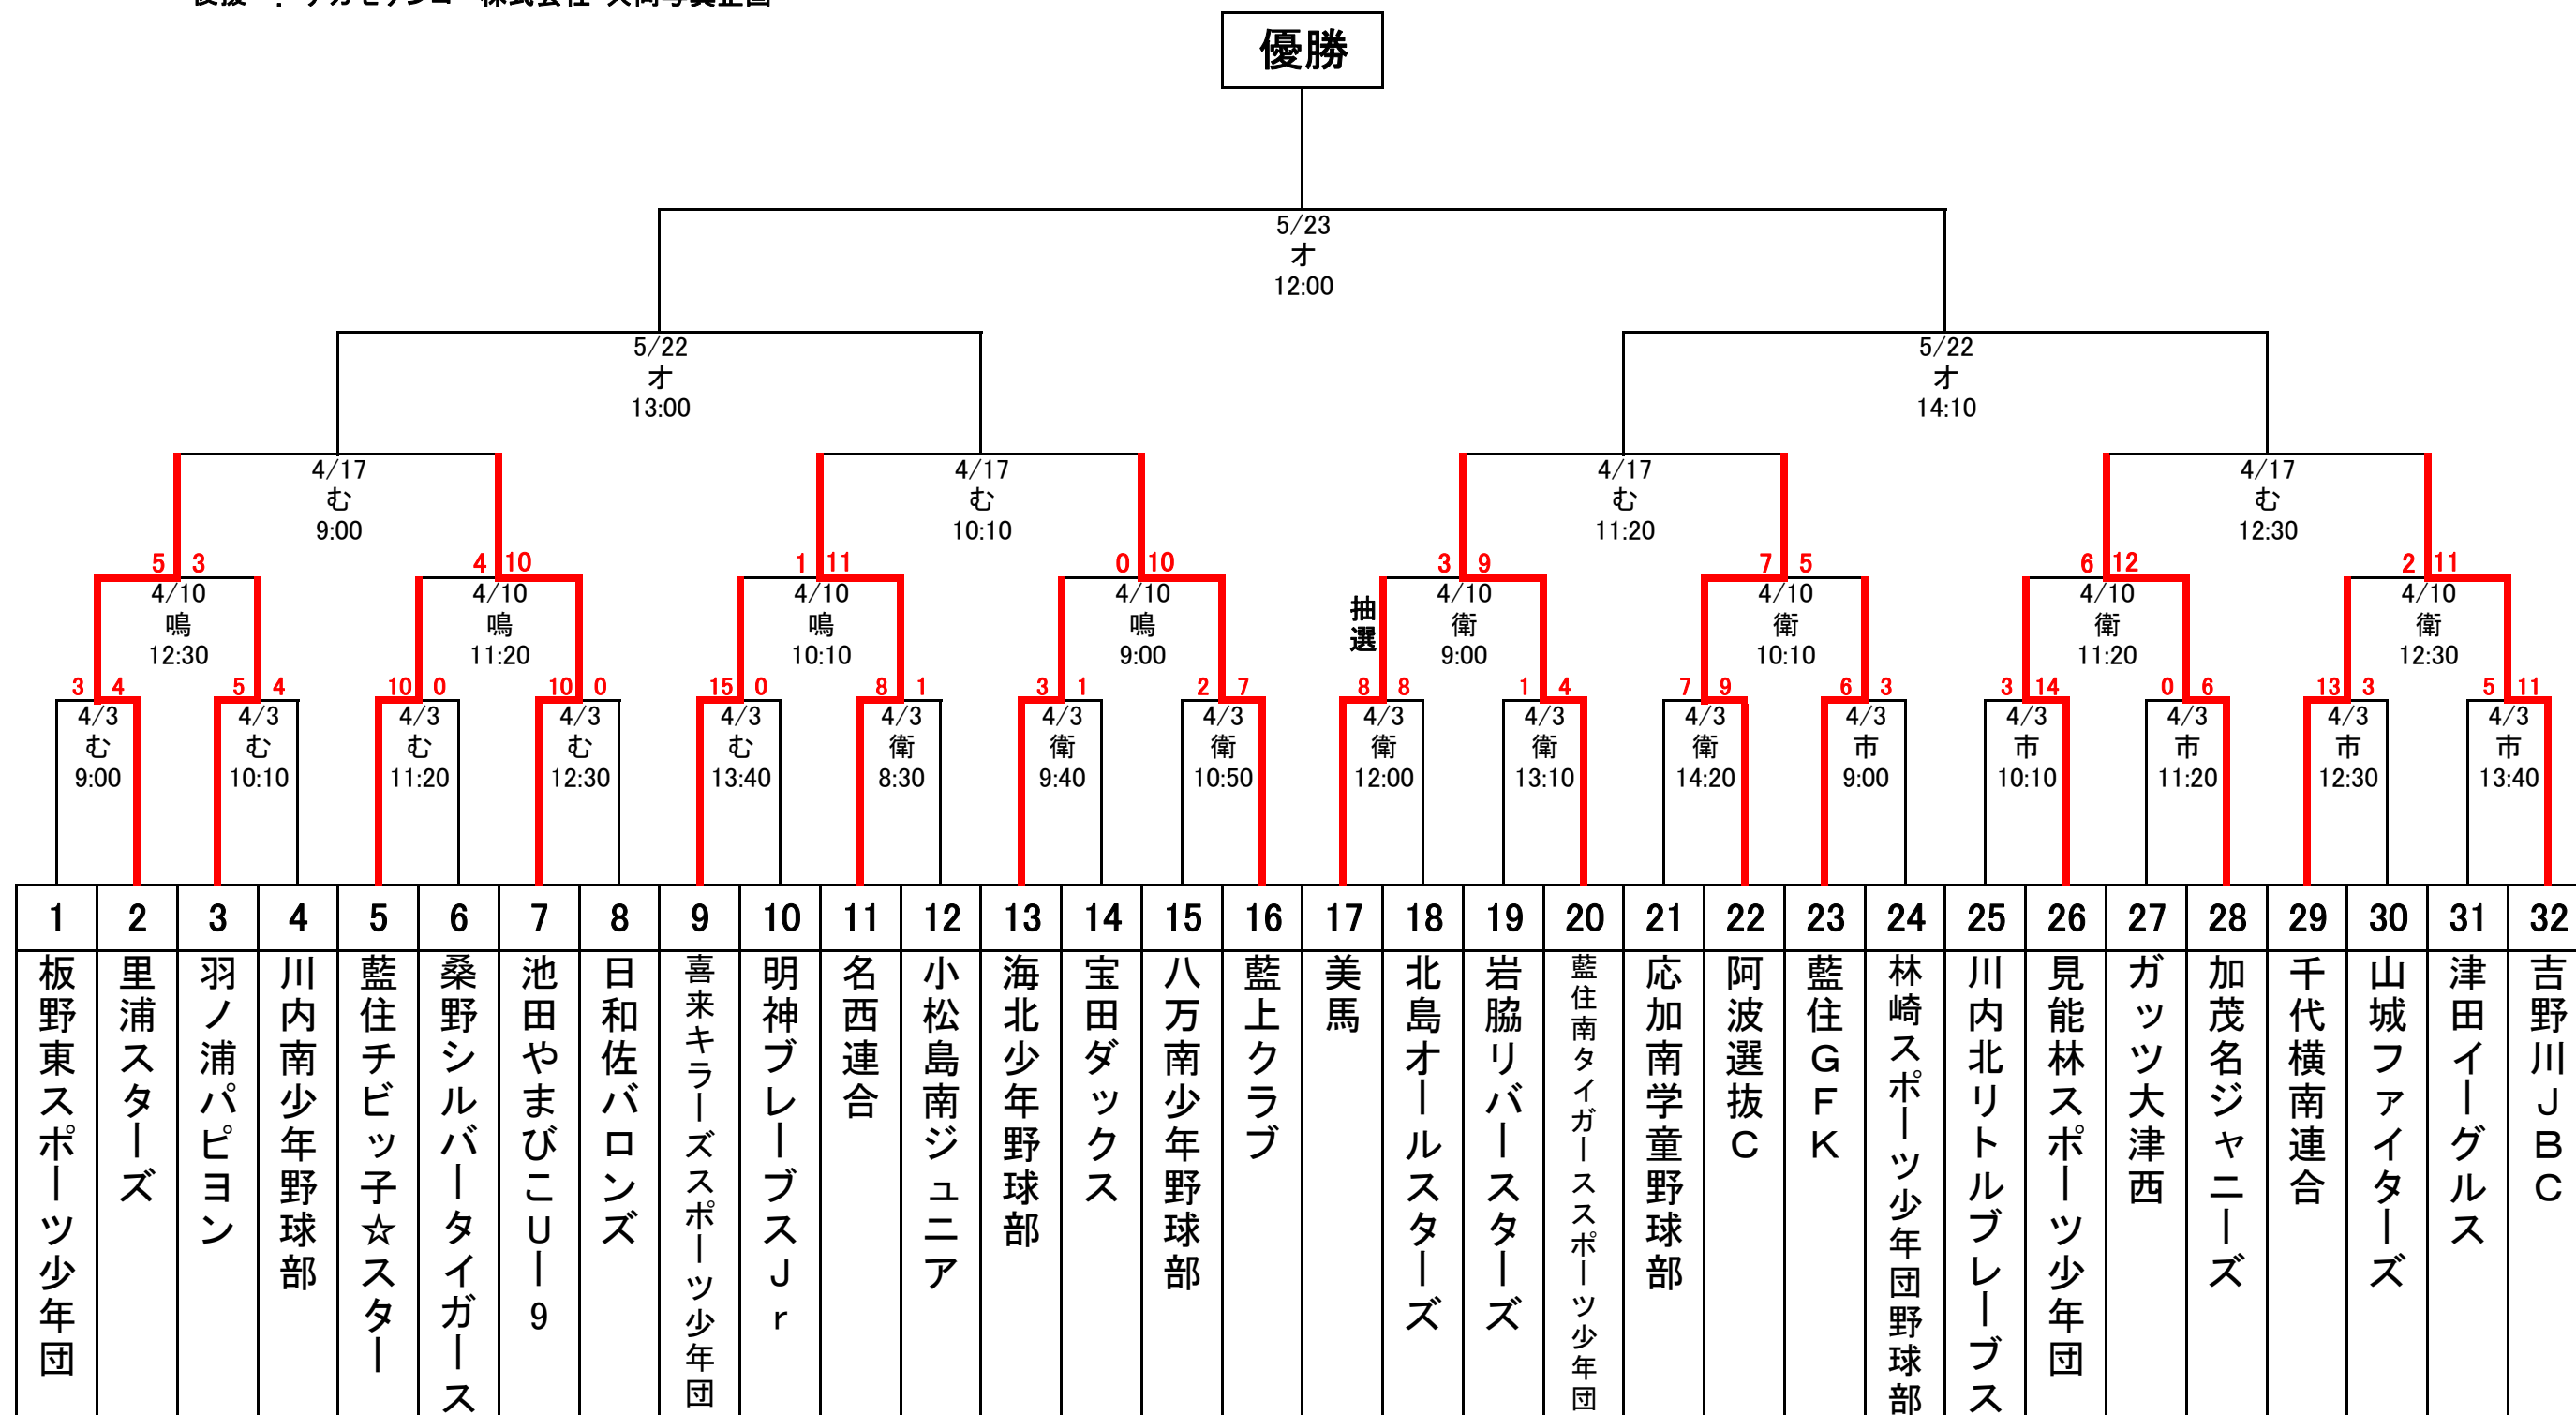 優勝
5/23
オ
12:00
5/22
オ
13:00
5/22
オ
14:10
4/17
む
9:00
4/17
む
10:10
4/17
む
11:20
4/17
む
12:30
5 3
4/10
鳴
12:30
4 10
4/10
鳴
11:20
1 11
4/10
鳴
10:10
0 10
4/10
鳴
9:00
抽選
3 9
4/10
衛
9:00
7 5
4/10
衛
10:10
6 12
4/10
衛
11:20
2 11
4/10
衛
12:30
3 4
4/3
む
9:00
5 4
4/3
む
10:10
10 0
4/3
む
11:20
10 0
4/3
む
12:30
15 0
4/3
む
13:40
8 1
4/3
衛
8:30
3 1
4/3
衛
9:40
2 7
4/3
衛
10:50
8 8
4/3
衛
12:00
1 4
4/3
衛
13:10
7 9
4/3
衛
14:20
6 3
4/3
市
9:00
3 14
4/3
市
10:10
0 6
4/3
市
11:20
13 3
4/3
市
12:30
5 11
4/3
市
13:40
1 2 3 4 5 6 7 8 9 10 11 12 13 14 15 16 17 18 19 20 21 22 23 24 25 26 27 28 29 30 31 32
板野東スポーツ少年団
里浦スターズ
羽ノ浦パピヨン
川内南少年野球部
藍住チビッ子☆スター
桑野シルバータイガース
池田やまびこUー9
日和佐バロンズ
喜来キラーズスポーツ少年団
明神ブレーブスJr
名西連合
小松島南ジュニア
海北少年野球部
宝田ダックス
八万南少年野球部
藍上クラブ
美馬
北島オールスターズ
岩脇リバースターズ
藍住南タイガーススポーツ少年団
応加南学童野球部
阿波選抜C
藍住GFK
林崎スポーツ少年団野球部
川内北リトルブレーブス
見能林スポーツ少年団
ガッツ大津西
加茂名ジャニーズ
千代横南連合
山城ファイターズ
津田イーグルス
吉野川JBC